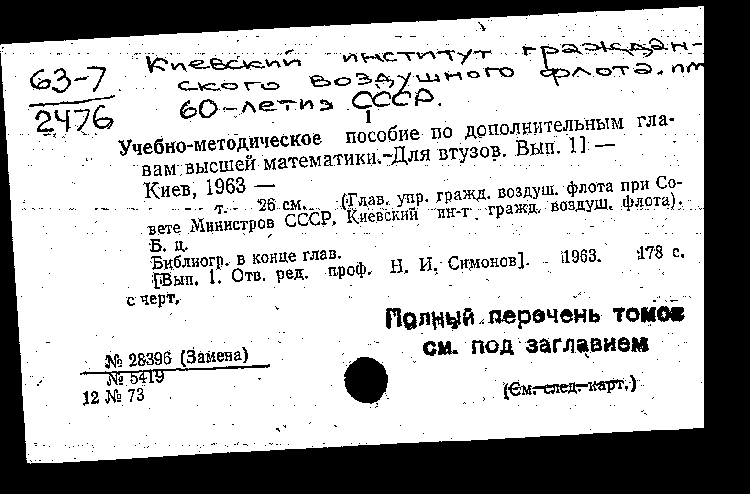 63-7
2476
Киевский институт граждан-
ского воздушного флота. им
60-летия СССР.
1
Учебно-методическое пособие по дополнительным гла-
вам высшей математики.-Для втузов. Вып. 1] —
Киев, 1963 —
т. 26 см. (Глав. упр. гражд. воздуш. флота при Со-
вете Министров СССР. Киевский ин-т гражд. воздуш. флота).
Б. ц.
Библиогр. в конце глав.
[Вып. 1. Отв. ред. проф. Н. И. Симонов]. 1963. 178 с.
с черт.
Полный перечень томов
см. под заглавием
№ 28396 (Замена)
№ 5419
12 № 73
(См. след. карт.)